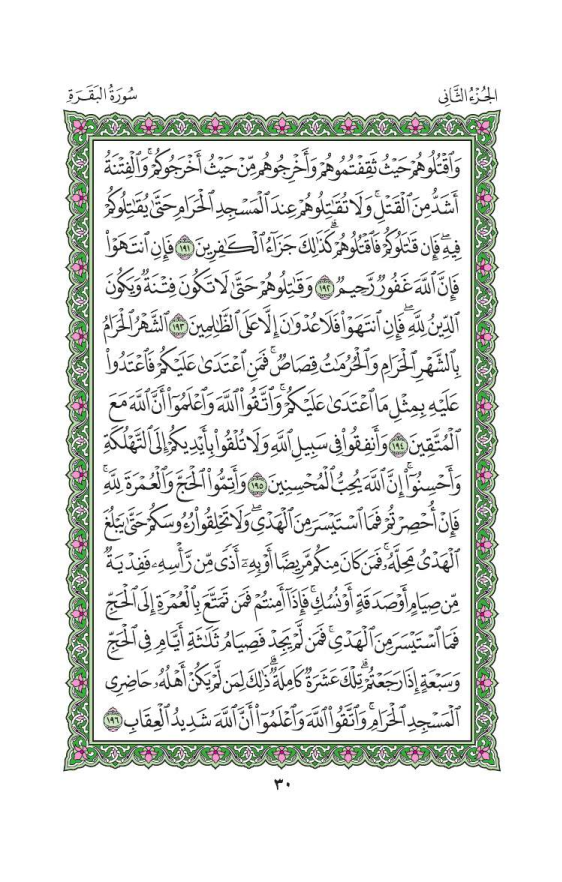 الجُزْءُ الثَّانِي
سُورَةُ البَقَرَةِ
وَٱقْتُلُوهُمْ حَيْثُ ثَقِفْتُمُوهُمْ وَأَخْرِجُوهُم مِّنْ حَيْثُ أَخْرَجُوكُمْۚ وَٱلْفِتْنَةُ
أَشَدُّ مِنَ ٱلْقَتْلِۚ وَلَا تُقَٰتِلُوهُمْ عِندَ ٱلْمَسْجِدِ ٱلْحَرَامِ حَتَّىٰ يُقَٰتِلُوكُمْ
فِيهِۖ فَإِن قَٰتَلُوكُمْ فَٱقْتُلُوهُمْۗ كَذَٰلِكَ جَزَآءُ ٱلْكَٰفِرِينَ ١٩١ فَإِنِ ٱنتَهَوْا۟
فَإِنَّ ٱللَّهَ غَفُورٌ رَّحِيمٌ ١٩٢ وَقَٰتِلُوهُمْ حَتَّىٰ لَا تَكُونَ فِتْنَةٌ وَيَكُونَ
ٱلدِّينُ لِلَّهِۖ فَإِنِ ٱنتَهَوْا۟ فَلَا عُدْوَٰنَ إِلَّا عَلَى ٱلظَّٰلِمِينَ ١٩٣ ٱلشَّهْرُ ٱلْحَرَامُ
بِٱلشَّهْرِ ٱلْحَرَامِ وَٱلْحُرُمَٰتُ قِصَاصٌۚ فَمَنِ ٱعْتَدَىٰ عَلَيْكُمْ فَٱعْتَدُوا۟
عَلَيْهِ بِمِثْلِ مَا ٱعْتَدَىٰ عَلَيْكُمْۚ وَٱتَّقُوا۟ ٱللَّهَ وَٱعْلَمُوٓا۟ أَنَّ ٱللَّهَ مَعَ
ٱلْمُتَّقِينَ ١٩٤ وَأَنفِقُوا۟ فِى سَبِيلِ ٱللَّهِ وَلَا تُلْقُوا۟ بِأَيْدِيكُمْ إِلَى ٱلتَّهْلُكَةِ
وَأَحْسِنُوٓا۟ۚ إِنَّ ٱللَّهَ يُحِبُّ ٱلْمُحْسِنِينَ ١٩٥ وَأَتِمُّوا۟ ٱلْحَجَّ وَٱلْعُمْرَةَ لِلَّهِۚ
فَإِنْ أُحْصِرْتُمْ فَمَا ٱسْتَيْسَرَ مِنَ ٱلْهَدْىِۖ وَلَا تَحْلِقُوا۟ رُءُوسَكُمْ حَتَّىٰ يَبْلُغَ
ٱلْهَدْىُ مَحِلَّهُۥۚ فَمَن كَانَ مِنكُم مَّرِيضًا أَوْ بِهِۦٓ أَذًى مِّن رَّأْسِهِۦ فَفِدْيَةٌ
مِّن صِيَامٍ أَوْ صَدَقَةٍ أَوْ نُسُكٍۚ فَإِذَآ أَمِنتُمْ فَمَن تَمَتَّعَ بِٱلْعُمْرَةِ إِلَى ٱلْحَجِّ
فَمَا ٱسْتَيْسَرَ مِنَ ٱلْهَدْىِۚ فَمَن لَّمْ يَجِدْ فَصِيَامُ ثَلَٰثَةِ أَيَّامٍ فِى ٱلْحَجِّ
وَسَبْعَةٍ إِذَا رَجَعْتُمْۗ تِلْكَ عَشَرَةٌ كَامِلَةٌۗ ذَٰلِكَ لِمَن لَّمْ يَكُنْ أَهْلُهُۥ حَاضِرِى
ٱلْمَسْجِدِ ٱلْحَرَامِۚ وَٱتَّقُوا۟ ٱللَّهَ وَٱعْلَمُوٓا۟ أَنَّ ٱللَّهَ شَدِيدُ ٱلْعِقَابِ ١٩٦
٣٠